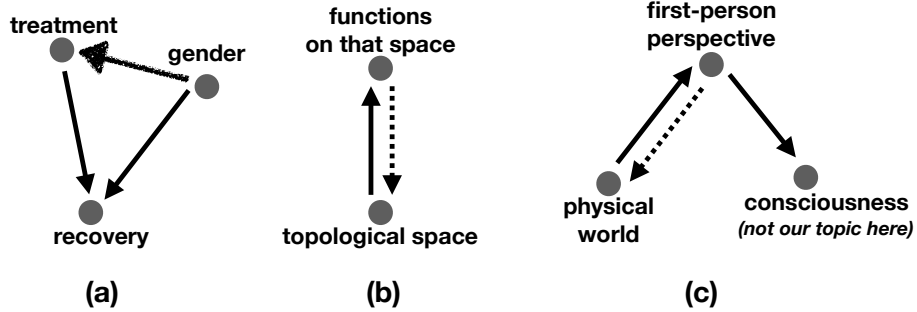 treatment
gender
recovery
(a)
functions
on that space
topological space
(b)
first-person
perspective
physical
world
consciousness
(not our topic here)
(c)